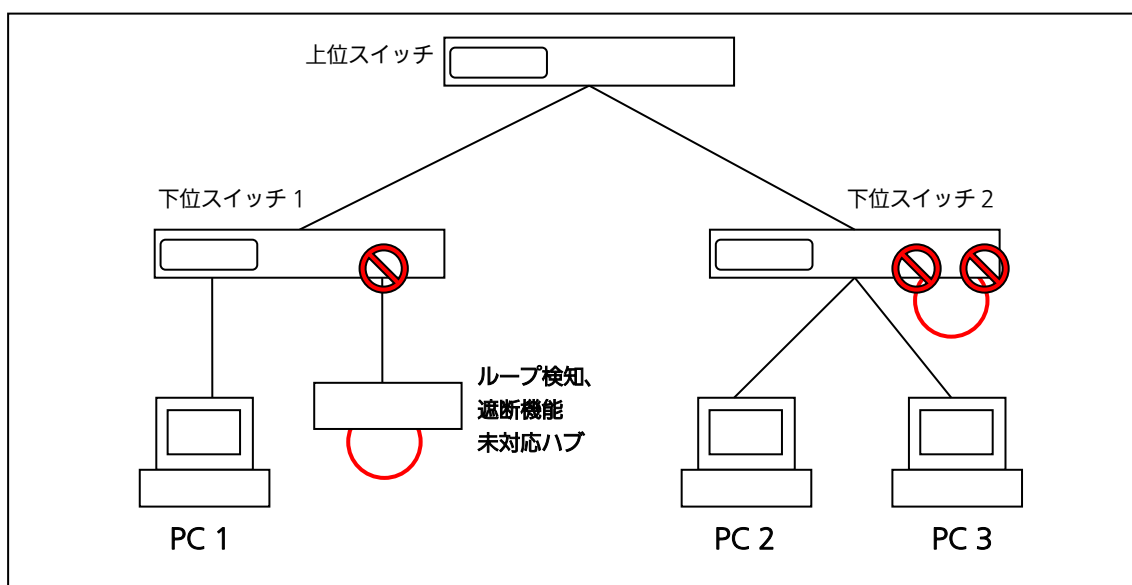 上位スイッチ
下位スイッチ 1
下位スイッチ 2
ループ検知、
遮断機能
未対応ハブ
PC 1
PC 2
PC 3